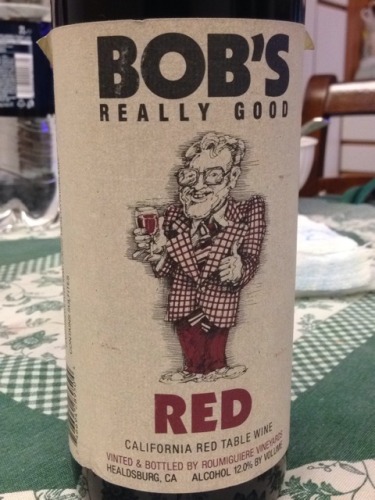 BOB'S
REALLY GOOD
RED
CALIFORNIA RED TABLE WINE
VINTED & BOTTLED BY ROUMIGUIERE VINEYARDS
HEALDSBURG, CA ALCOHOL 12.0% BY VOLUME